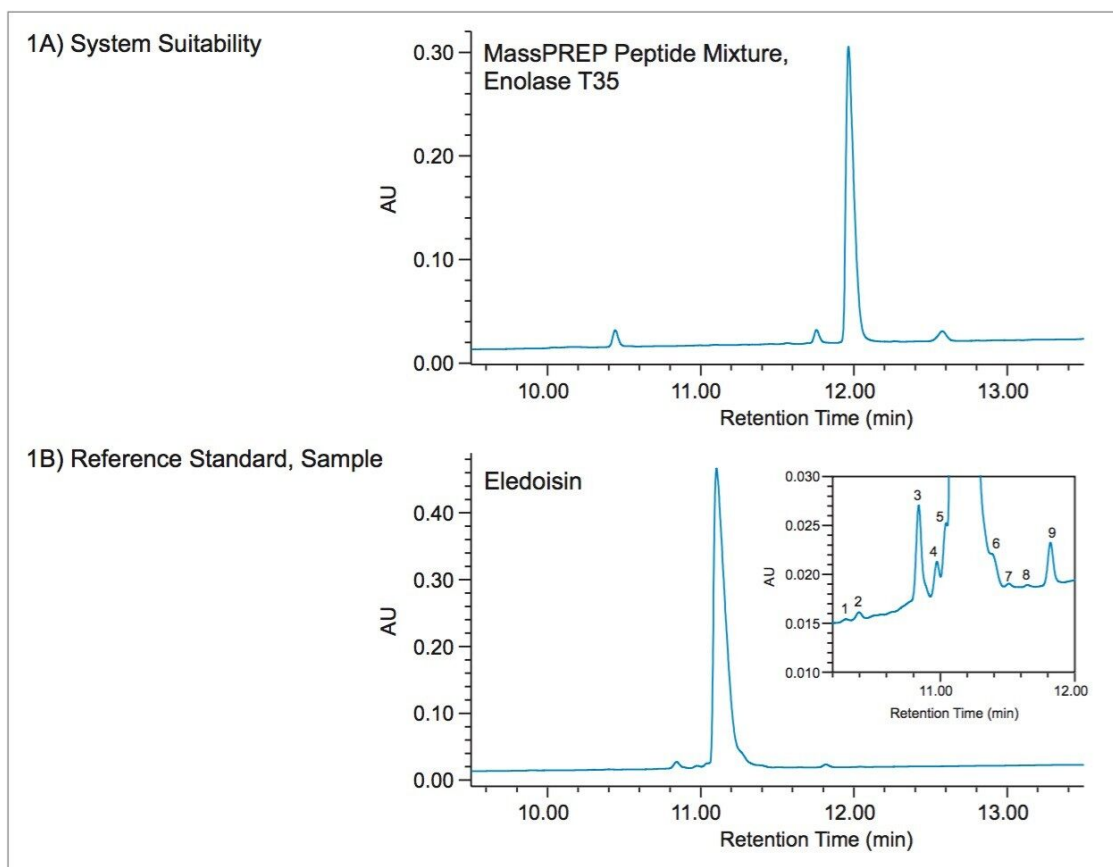 1A) System Suitability
MassPREP Peptide Mixture,
Enolase T35
AU
0.30
0.20
0.10
0.00
10.00 11.00 12.00 13.00
Retention Time (min)
1B) Reference Standard, Sample
Eledoisin
AU
0.40
0.30
0.20
0.10
0.00
10.00 11.00 12.00 13.00
Retention Time (min)
AU
0.030
0.025
0.020
0.015
0.010
1 2 3 4 5 6 7 8 9
11.00 12.00
Retention Time (min)